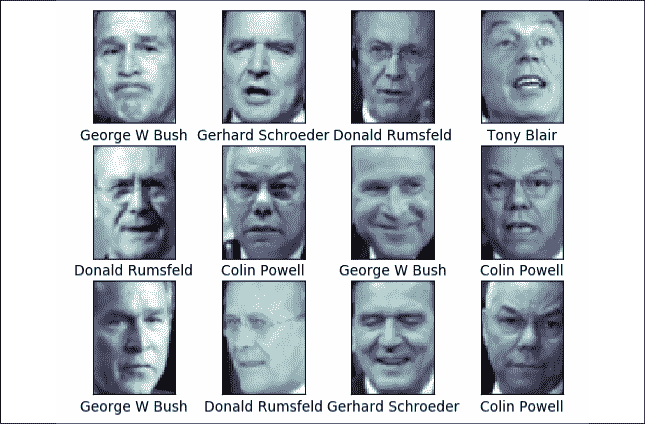 George W Bush Gerhard Schroeder Donald Rumsfeld Tony Blair
Donald Rumsfeld Colin Powell George W Bush Colin Powell
George W Bush Donald Rumsfeld Gerhard Schroeder Colin Powell